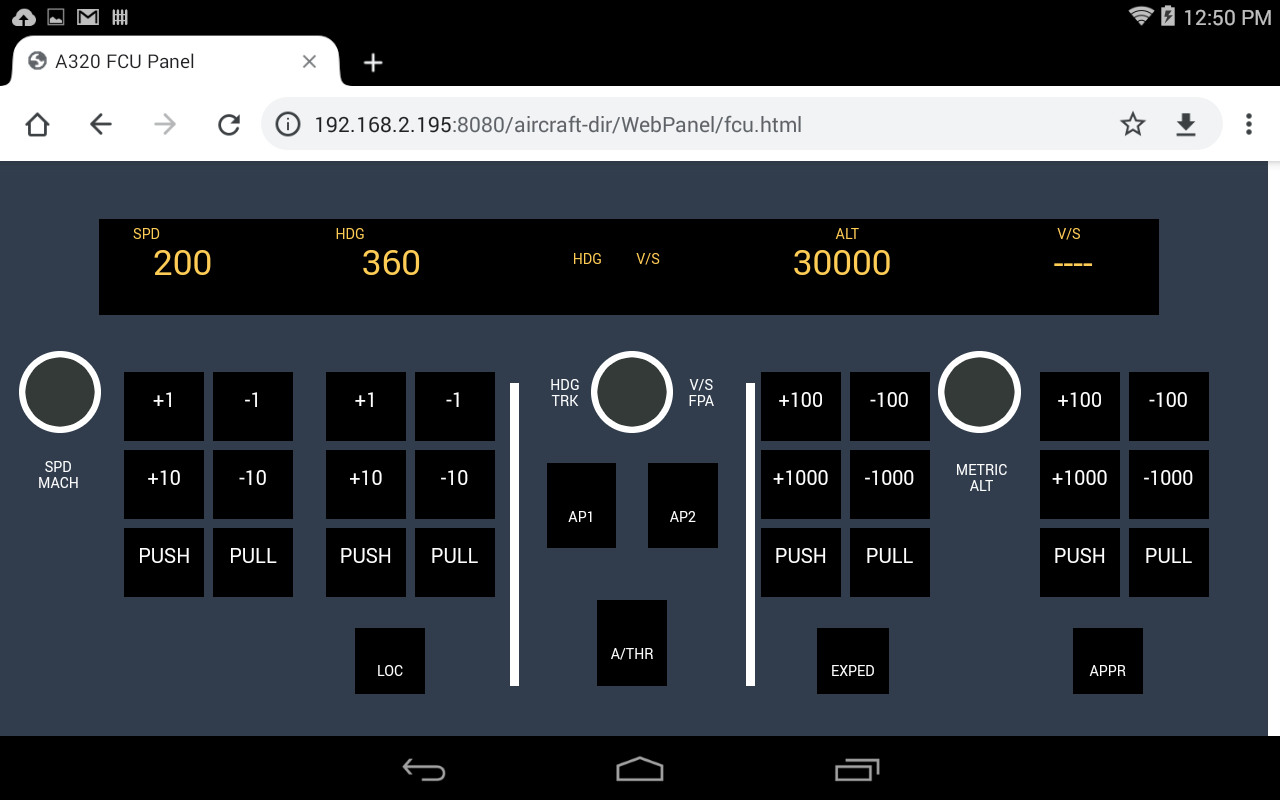 12:50 PM
A320 FCU Panel
192.168.2.195:8080/aircraft-dir/WebPanel/fcu.html
SPD HDG ALT V/S
200 360 HDG V/S 30000 ----
HDG V/S
TRK FPA
+1 -1 +1 -1 +100 -100 +100 -100
SPD
MACH
METRIC
ALT
+10 -10 +10 -10 +1000 -1000 +1000 -1000
AP1 AP2
PUSH PULL PUSH PULL PUSH PULL PUSH PULL
A/THR
LOC EXPED APPR